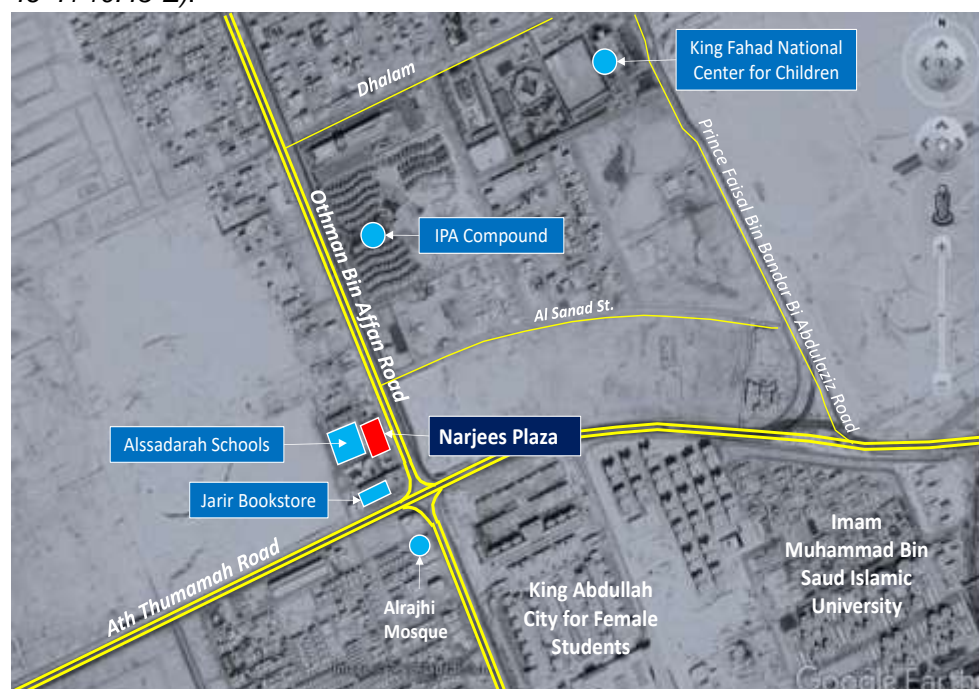 King Fahad National
Center for Children
N
Dhalam
Prince Faisal Bin Bandar Bi Abdulaziz Road
Othman Bin Affan Road
IPA Compound
Al Sanad St.
Alssadarah Schools
Narjees Plaza
Jarir Bookstore
Ath Thumamah Road
Alrajhi
Mosque
King Abdullah
City for Female
Students
Imam
Muhammad Bin
Saud Islamic
University
Google Earth